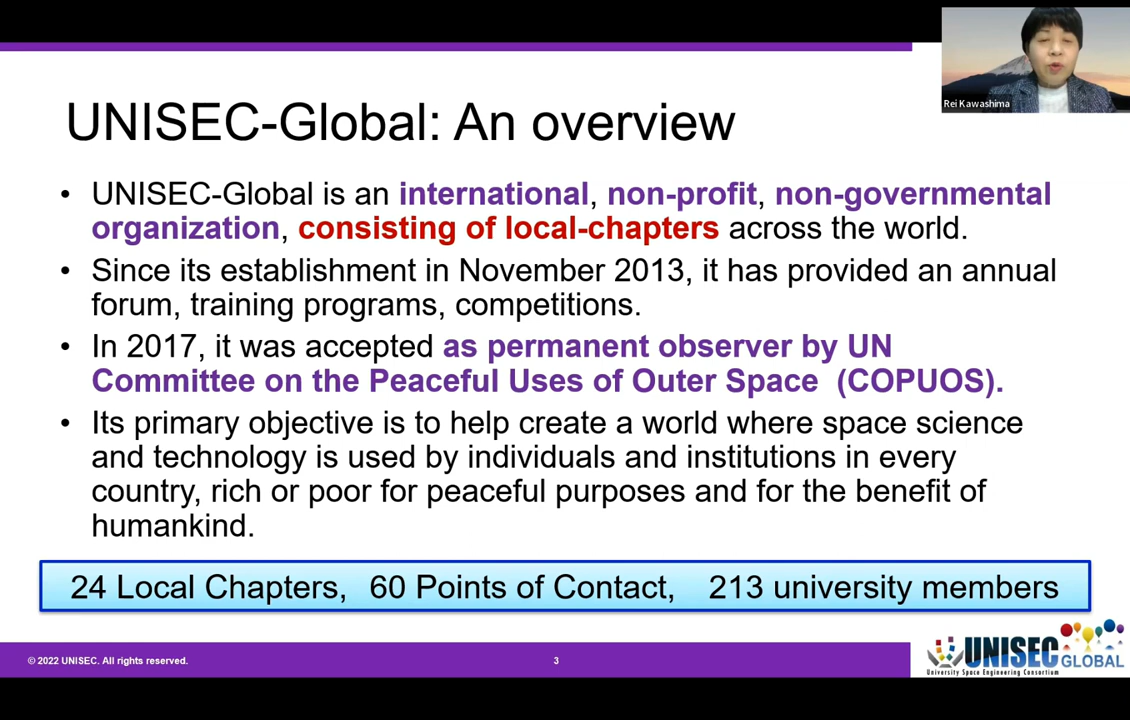 Rei Kawashima
UNISEC-Global: An overview
• UNISEC-Global is an international, non-profit, non-governmental
organization, consisting of local-chapters across the world.
• Since its establishment in November 2013, it has provided an annual
forum, training programs, competitions.
• In 2017, it was accepted as permanent observer by UN
Committee on the Peaceful Uses of Outer Space (COPUOS).
• Its primary objective is to help create a world where space science
and technology is used by individuals and institutions in every
country, rich or poor for peaceful purposes and for the benefit of
humankind.
24 Local Chapters, 60 Points of Contact, 213 university members
© 2022 UNISEC. All rights reserved.
3
UNISEC GLOBAL
University Space Engineering Consortium